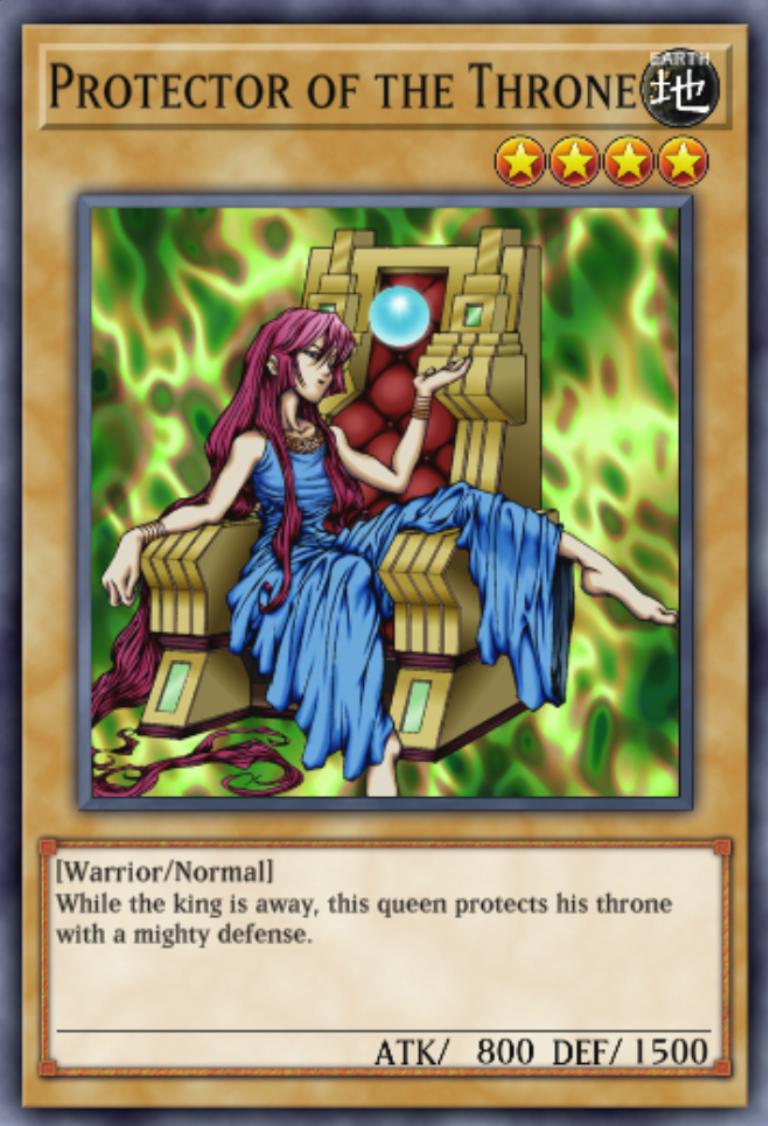 PROTECTOR OF THE THRONE
EARTH
地
[Warrior/Normal]
While the king is away, this queen protects his throne
with a mighty defense.
ATK/ 800 DEF/ 1500